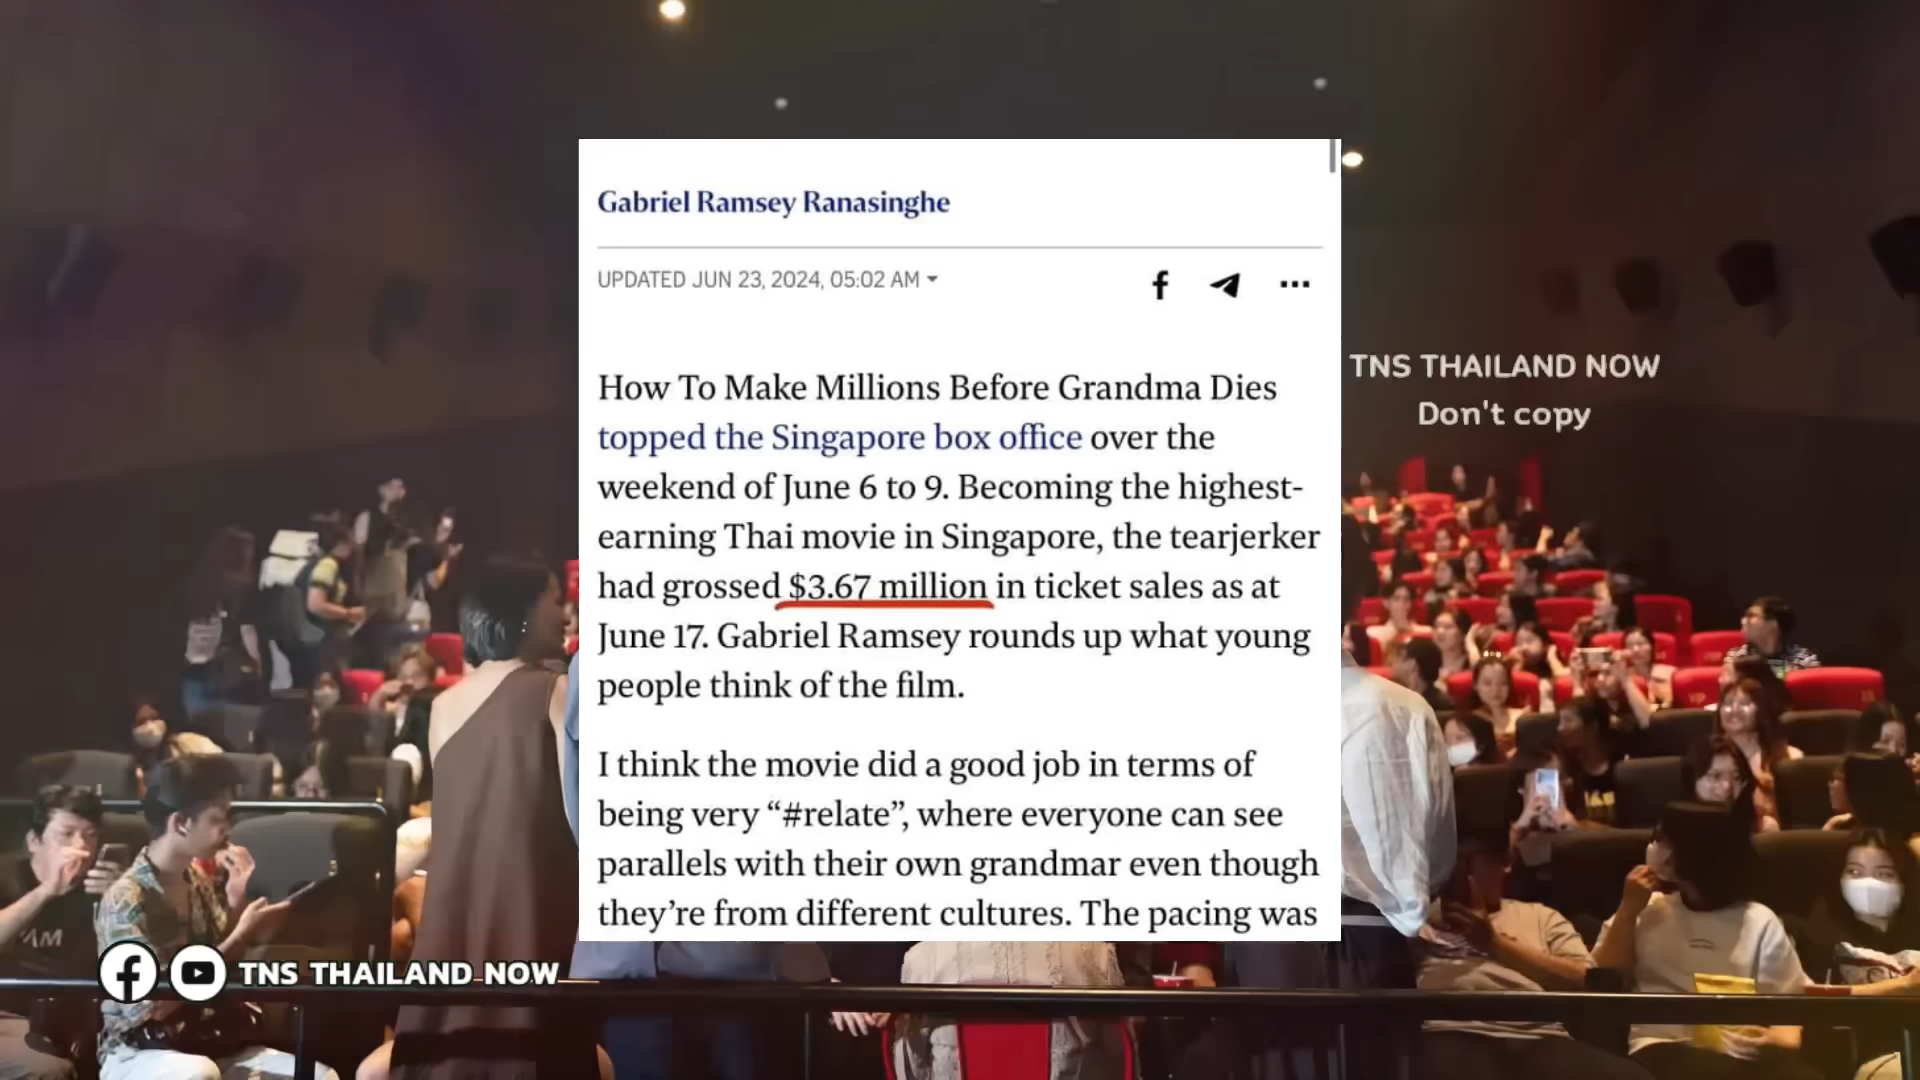 Gabriel Ramsey Ranasinghe
UPDATED JUN 23, 2024, 05:02 AM
How To Make Millions Before Grandma Dies
topped the Singapore box office over the
weekend of June 6 to 9. Becoming the highest-
earning Thai movie in Singapore, the tearjerker
had grossed $3.67 million in ticket sales as at
June 17. Gabriel Ramsey rounds up what young
people think of the film.
I think the movie did a good job in terms of
being very “#relate”, where everyone can see
parallels with their own grandmar even though
they’re from different cultures. The pacing was
TNS THAILAND NOW
Don't copy
TNS THAILAND NOW